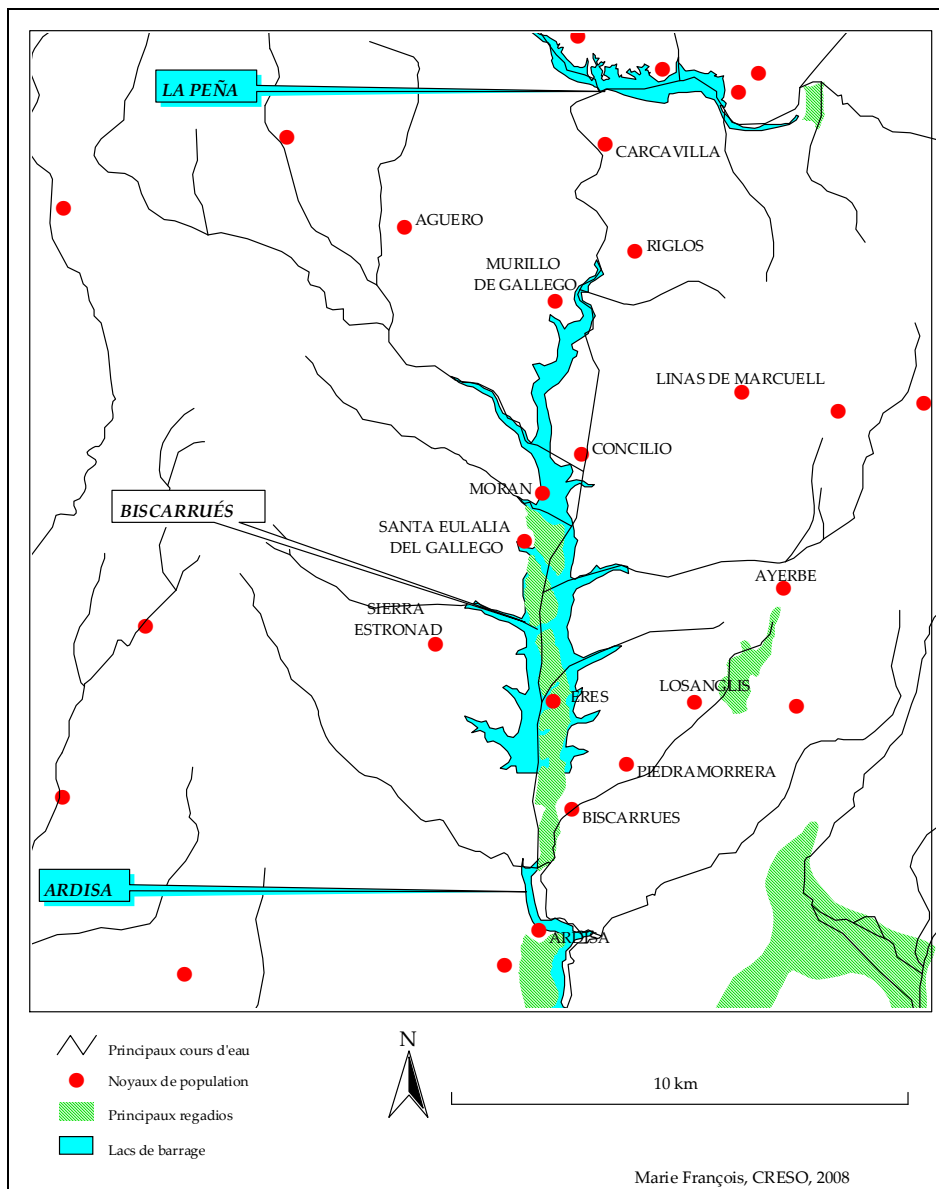 LA PEÑA
CARCAVILLA
AGUERO
RIGLOS
MURILLO
DE GALLEGO
LINAS DE MARCUELL
CONCILIO
MORAN
BISCARRUÉS
SANTA EULALIA
DEL GALLEGO
AYERBE
SIERRA
ESTRONAD
LOSANGLIS
ERES
PIEDRAMORRERA
BISCARRUES
ARDISA
ARDISA
N
Principaux cours d'eau
Noyaux de population
10 km
Principaux regadios
Lacs de barrage
Marie François, CRESO, 2008